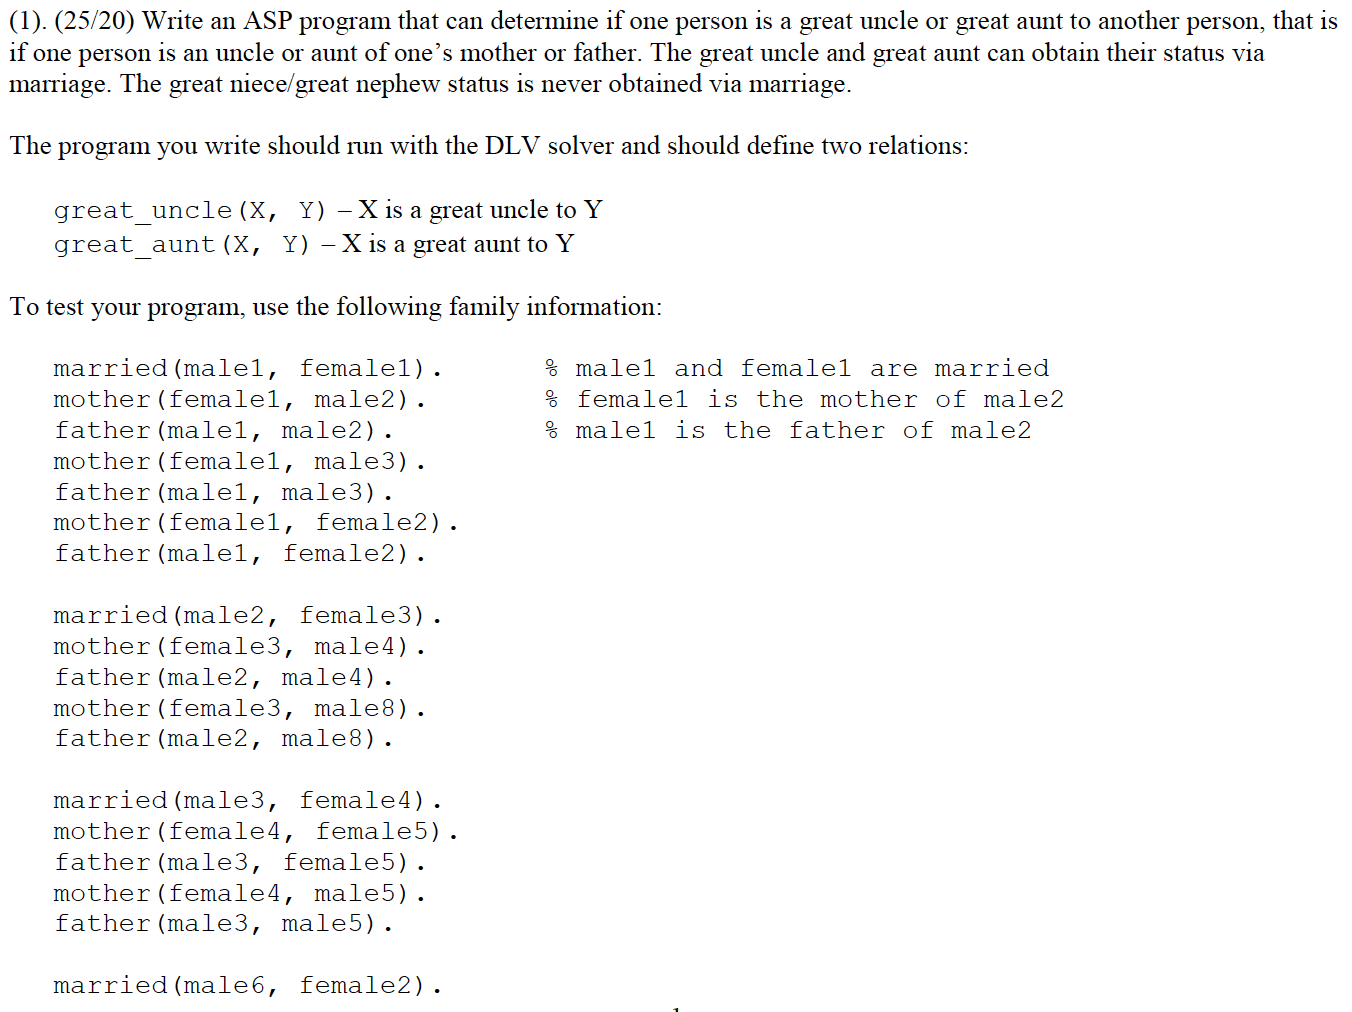 (1). (25/20) Write an ASP program that can determine if one person is a great uncle or great aunt to another person, that is
if one person is an uncle or aunt of one’s mother or father. The great uncle and great aunt can obtain their status via
marriage. The great niece/great nephew status is never obtained via marriage.
The program you write should run with the DLV solver and should define two relations:
great_uncle(X, Y) – X is a great uncle to Y
great_aunt(X, Y) – X is a great aunt to Y
To test your program, use the following family information:
married(male1, female1). % male1 and female1 are married
mother(female1, male2). % female1 is the mother of male2
father(male1, male2). % male1 is the father of male2
mother(female1, male3).
father(male1, male3).
mother(female1, female2).
father(male1, female2).
married(male2, female3).
mother(female3, male4).
father(male2, male4).
mother(female3, male8).
father(male2, male8).
married(male3, female4).
mother(female4, female5).
father(male3, female5).
mother(female4, male5).
father(male3, male5).
married(male6, female2).